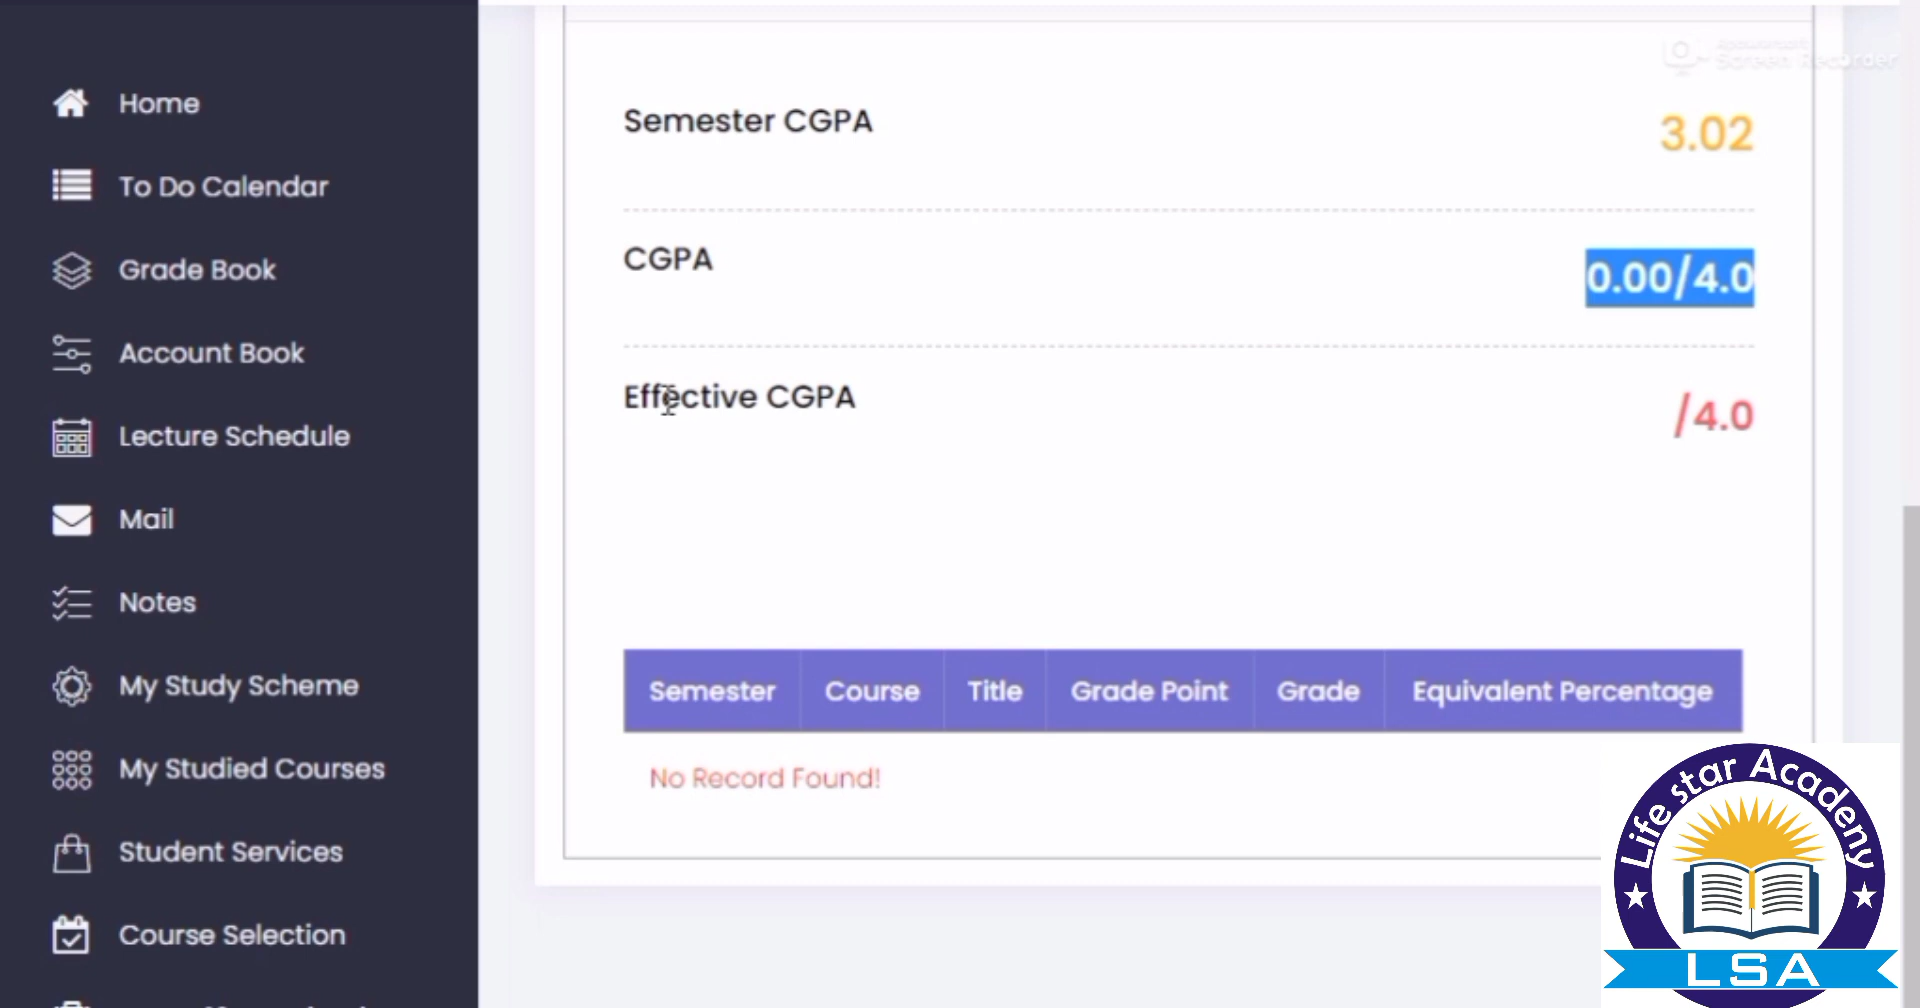 Home
To Do Calendar
Grade Book
Account Book
Lecture Schedule
Mail
Notes
My Study Scheme
My Studied Courses
Student Services
Course Selection
Screen Recorder
Semester CGPA 3.02
CGPA 0.00/4.0
Effective CGPA /4.0
Semester Course Title Grade Point Grade Equivalent Percentage
No Record Found!
Life star Academy
LSA